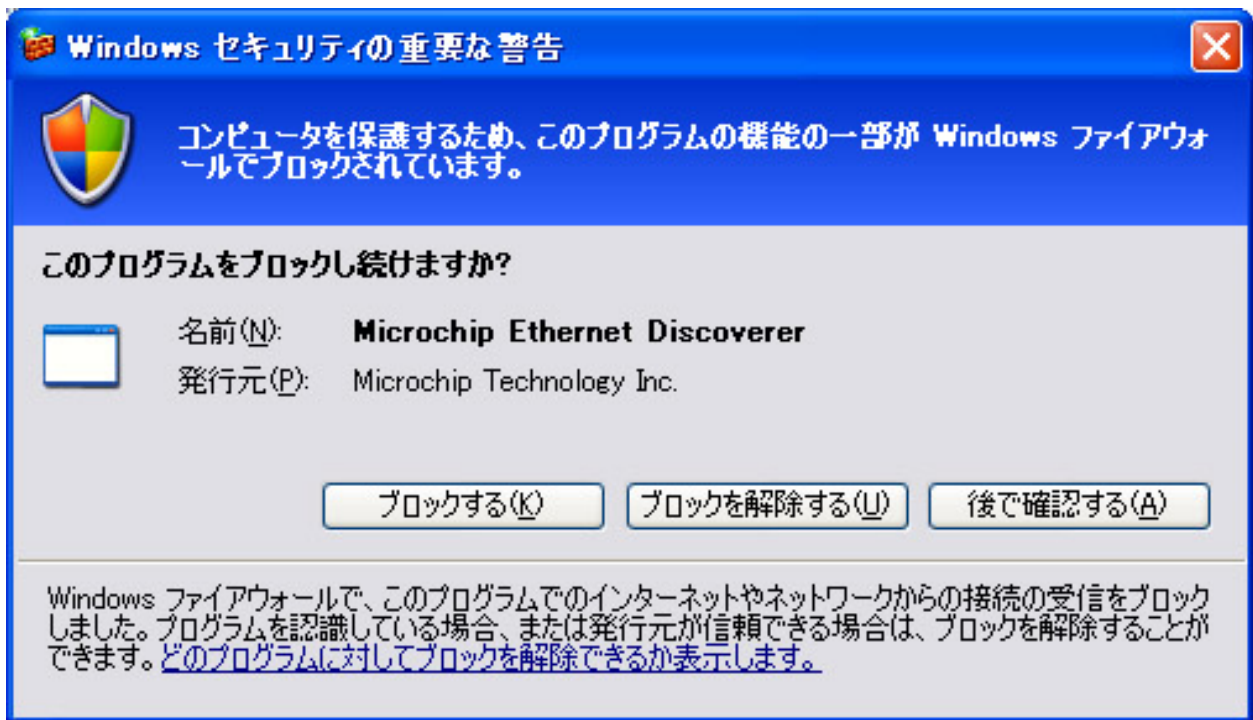 Windows セキュリティの重要な警告
コンピュータを保護するため、このプログラムの機能の一部が Windows ファイアウォ
ールでブロックされています。
このプログラムをブロックし続けますか?
名前(N): Microchip Ethernet Discoverer
発行元(P): Microchip Technology Inc.
ブロックする(K) ブロックを解除する(U) 後で確認する(A)
Windows ファイアウォールで、このプログラムでのインターネットやネットワークからの接続の受信をブロック
しました。プログラムを認識している場合、または発行元が信頼できる場合は、ブロックを解除することが
できます。どのプログラムに対してブロックを解除できるか表示します。